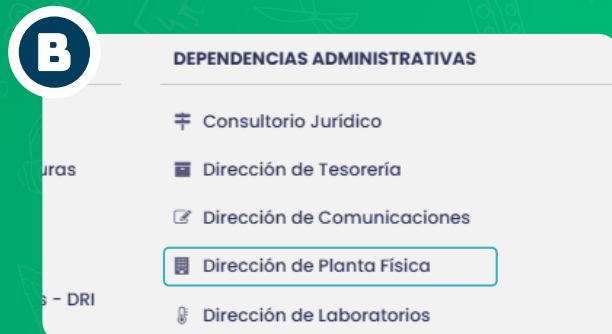 B
DEPENDENCIAS ADMINISTRATIVAS
Consultorio Jurídico
uras
Dirección de Tesorería
Dirección de Comunicaciones
Dirección de Planta Física
s - DRI
Dirección de Laboratorios